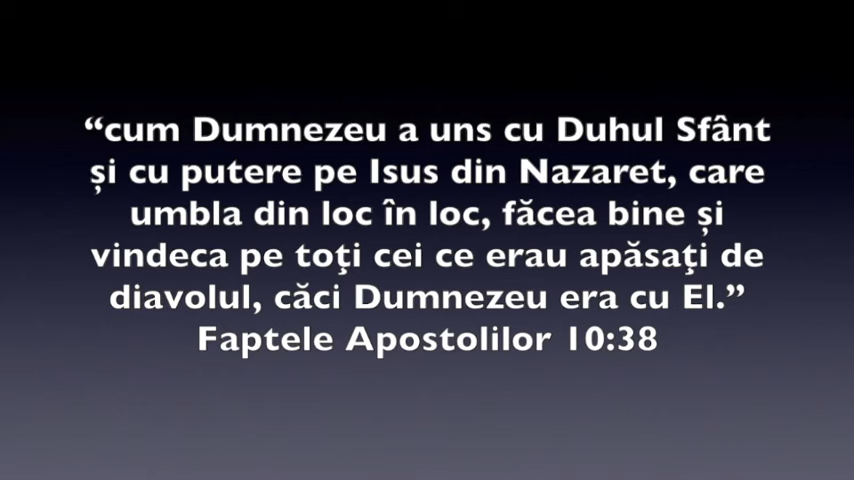 “cum Dumnezeu a uns cu Duhul Sfânt
și cu putere pe Isus din Nazaret, care
umbla din loc în loc, făcea bine și
vindeca pe toţi cei ce erau apăsaţi de
diavolul, căci Dumnezeu era cu El.”
Faptele Apostolilor 10:38